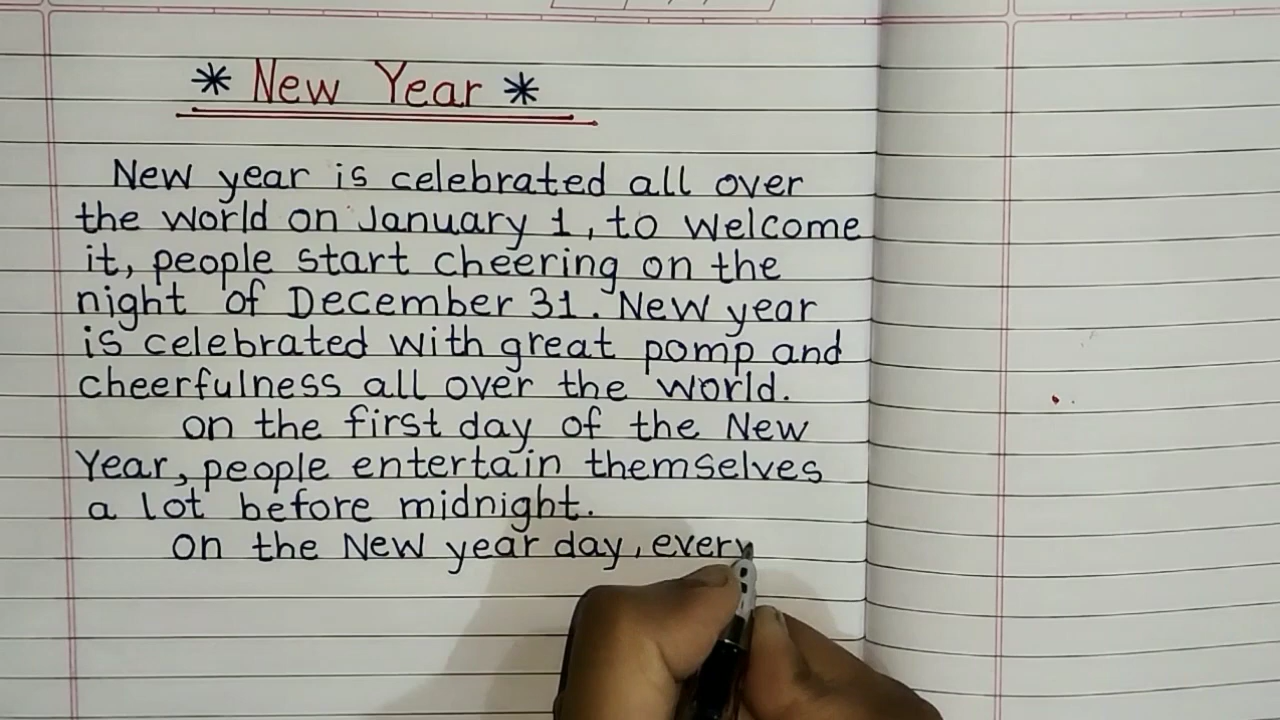 * New Year *
New year is celebrated all over
the world on January 1, to welcome
it, people start cheering on the
night of December 31. New year
is celebrated with great pomp and
cheerfulness all over the world.
on the first day of the New
Year, people entertain themselves
a lot before midnight.
on the New year day, every